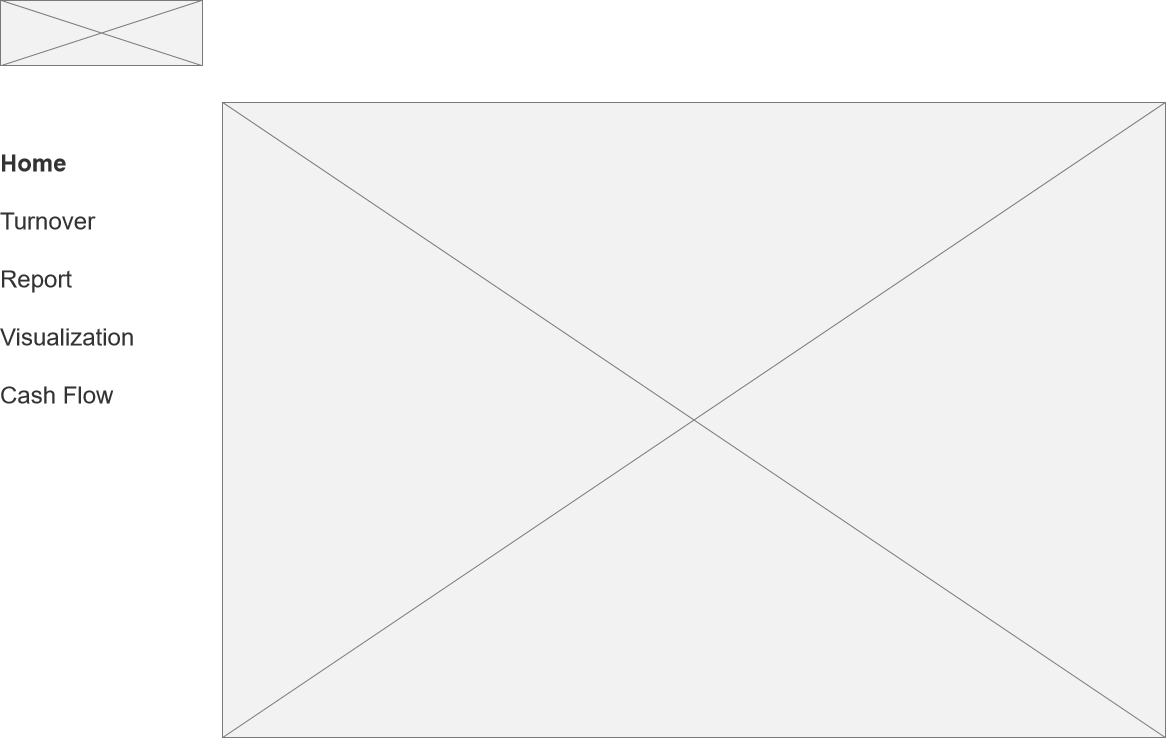 Home
Turnover
Report
Visualization
Cash Flow